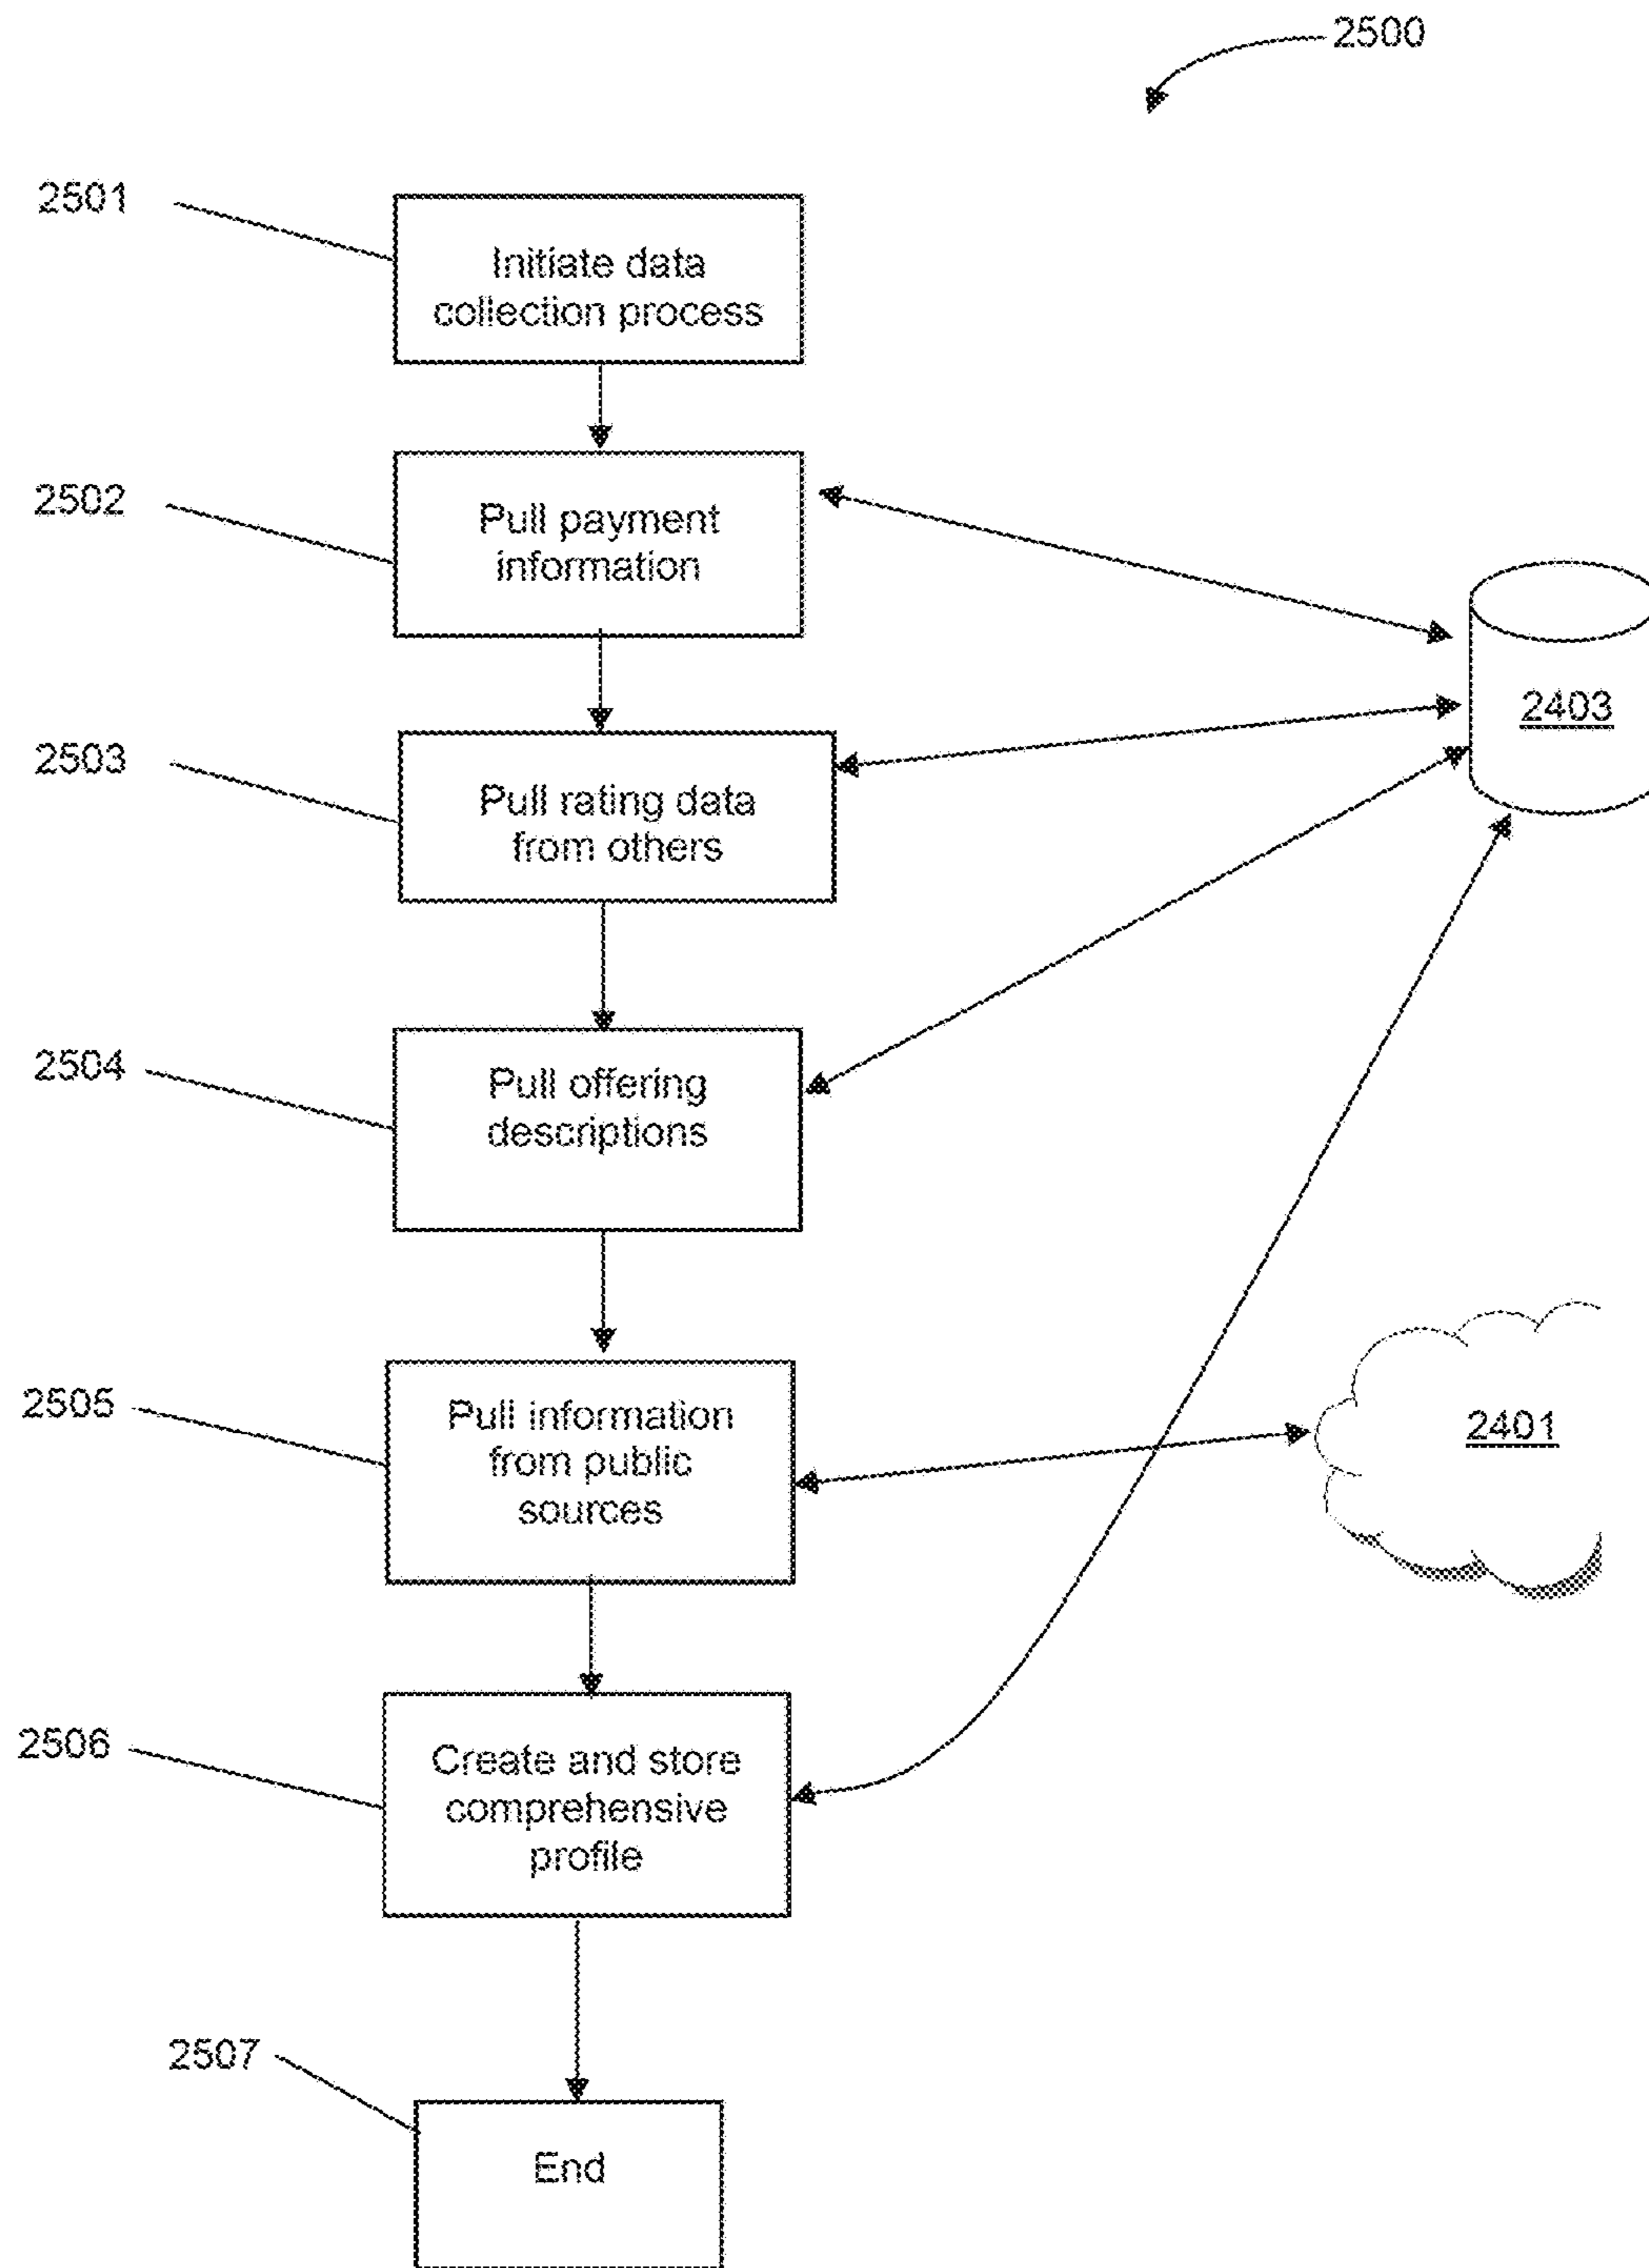 2500
2501
Initiate data
collection process
2502
Pull payment
information
2403
2503
Pull rating data
from others
2504
Pull offering
descriptions
2505
Pull information
from public
sources
2401
2506
Create and store
comprehensive
profile
2507
End